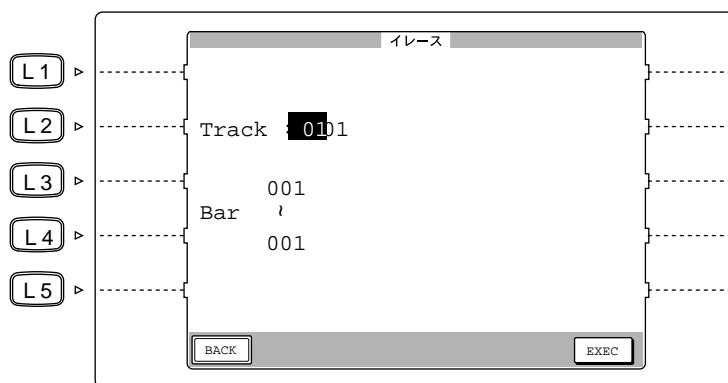 イレース
L1
L2
Track : 0101
L3
001
Bar ~
L4
001
L5
BACK EXEC